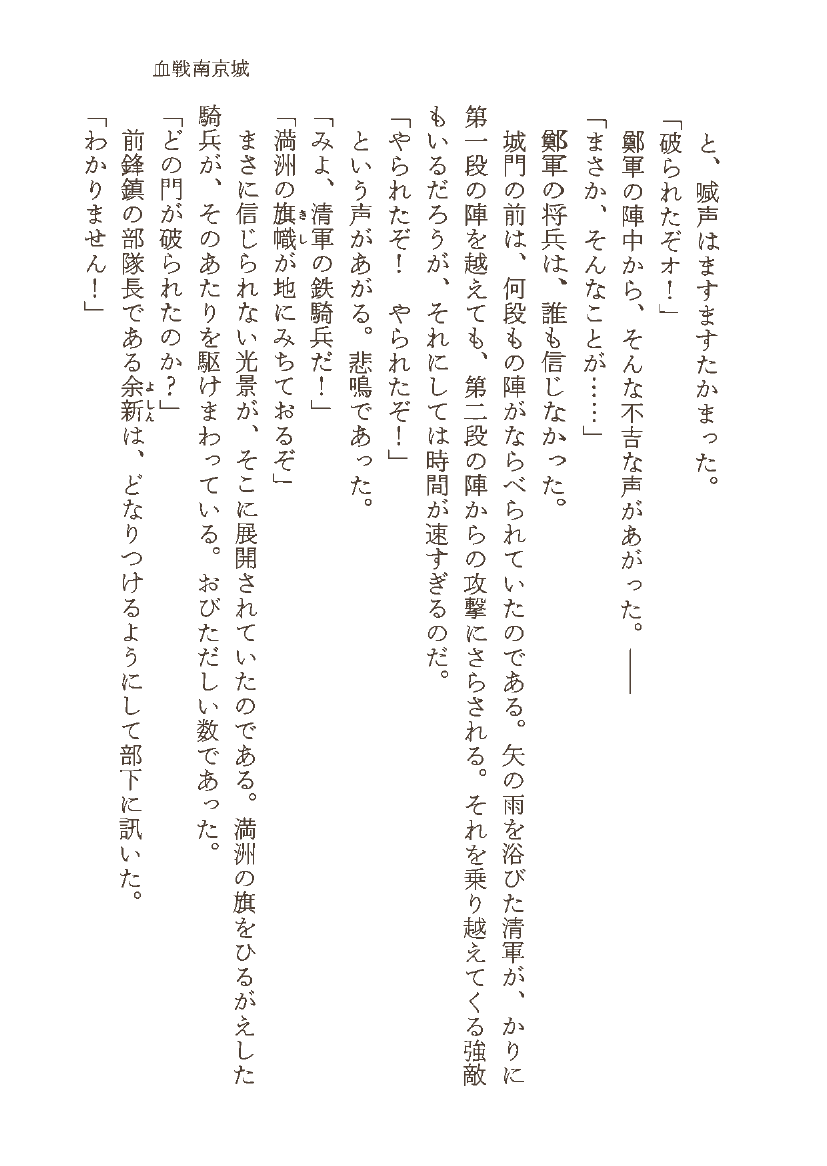 血戦南京城
と、喊声はますますたかまった。
「破られたぞォ！」
鄭軍の陣中から、そんな不吉な声があがった。――
「まさか、そんなことが……」
鄭軍の将兵は、誰も信じなかった。
城門の前は、何段もの陣がならべられていたのである。矢の雨を浴びた清軍が、かりに
第一段の陣を越えても、第二段の陣からの攻撃にさらされる。それを乗り越えてくる強敵
もいるだろうが、それにしては時間が速すぎるのだ。
「やられたぞ！　やられたぞ！」
という声があがる。悲鳴であった。
「みよ、清軍の鉄騎兵だ！」
「満洲の旗幟きしが地にみちておるぞ」
まさに信じられない光景が、そこに展開されていたのである。満洲の旗をひるがえした
騎兵が、そのあたりを駆けまわっている。おびただしい数であった。
「どの門が破られたのか？」
前鋒鎮の部隊長である余新よしんは、どなりつけるようにして部下に訊いた。
「わかりません！」